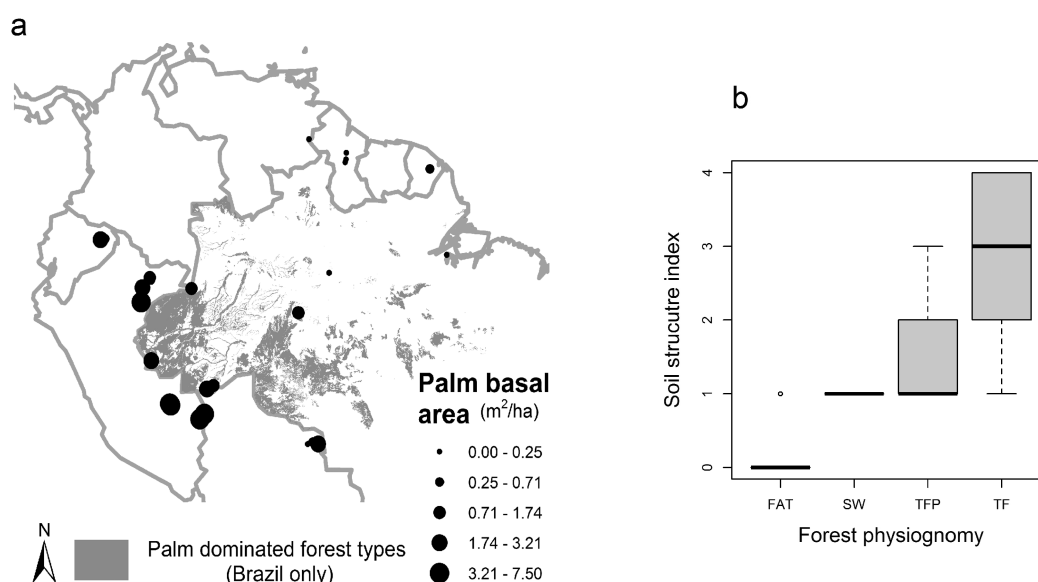 a
Palm basal
area (m²/ha)
0.00 - 0.25
0.25 - 0.71
0.71 - 1.74
1.74 - 3.21
3.21 - 7.50
N
Palm dominated forest types
(Brazil only)
b
Soil strucutre index
4
3
2
1
0
FAT SW TFP TF
Forest physiognomy